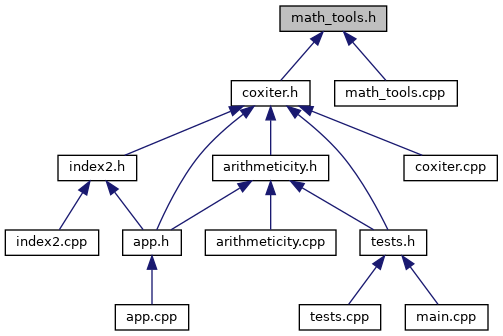 math_tools.h
coxiter.h
math_tools.cpp
index2.h
arithmeticity.h
coxiter.cpp
index2.cpp
app.h
arithmeticity.cpp
tests.h
app.cpp
tests.cpp
main.cpp